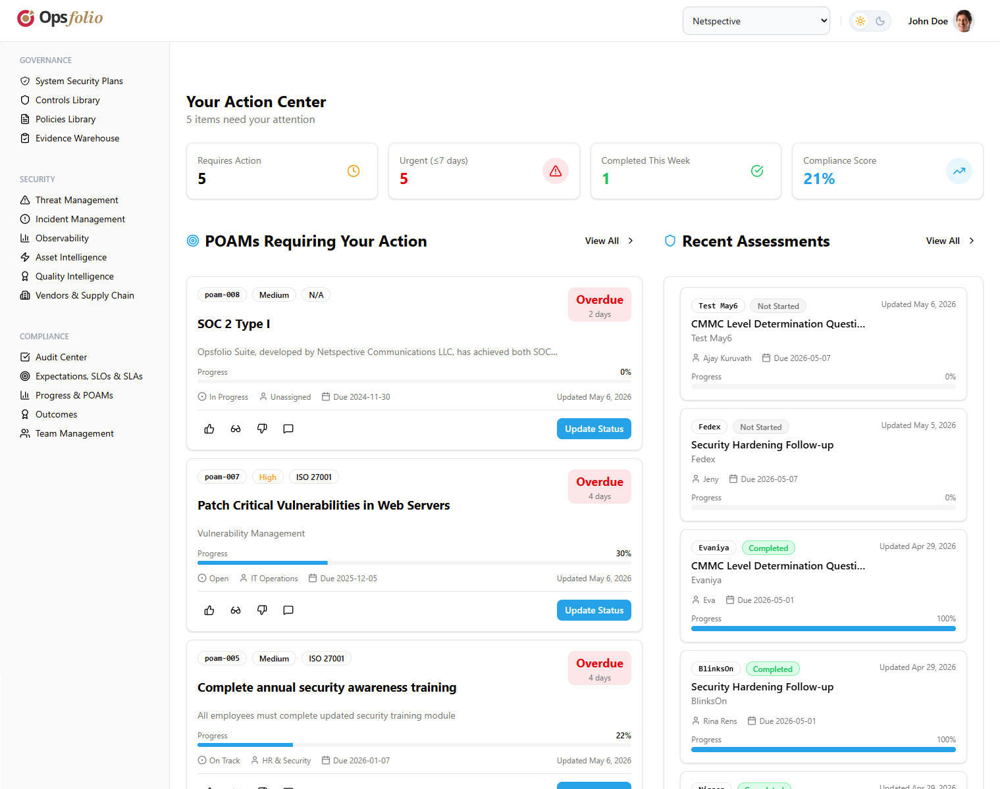 Opsfolio
Netspective
John Doe
GOVERNANCE
System Security Plans
Controls Library
Policies Library
Evidence Warehouse
SECURITY
Threat Management
Incident Management
Observability
Asset Intelligence
Quality Intelligence
Vendors & Supply Chain
COMPLIANCE
Audit Center
Expectations, SLOs & SLAs
Progress & POAMs
Outcomes
Team Management
Your Action Center
5 items need your attention
Requires Action
5
Urgent (≤7 days)
5
Completed This Week
1
Compliance Score
21%
POAMs Requiring Your Action
View All
poam-008 Medium N/A
Overdue
2 days
SOC 2 Type I
Opsfolio Suite, developed by Netspective Communications LLC, has achieved both SOC...
Progress 0%
In Progress Unassigned Due 2024-11-30 Updated May 6, 2026
Update Status
poam-007 High ISO 27001
Overdue
4 days
Patch Critical Vulnerabilities in Web Servers
Vulnerability Management
Progress 30%
Open IT Operations Due 2025-12-05 Updated May 6, 2026
Update Status
poam-005 Medium ISO 27001
Overdue
4 days
Complete annual security awareness training
All employees must complete updated security training module
Progress 22%
On Track HR & Security Due 2026-01-07 Updated May 6, 2026
Recent Assessments
View All
Test May6 Not Started Updated May 6, 2026
CMMC Level Determination Questi...
Test May6
Ajay Kuruvath Due 2026-05-07
Progress 0%
Fedex Not Started Updated May 5, 2026
Security Hardening Follow-up
Fedex
Jeny Due 2026-05-07
Progress 0%
Evaniya Completed Updated Apr 29, 2026
CMMC Level Determination Questi...
Evaniya
Eva Due 2026-05-01
Progress 100%
BlinksOn Completed Updated Apr 29, 2026
Security Hardening Follow-up
BlinksOn
Rina Rens Due 2026-05-01
Progress 100%
Completed Updated Apr 29, 2026